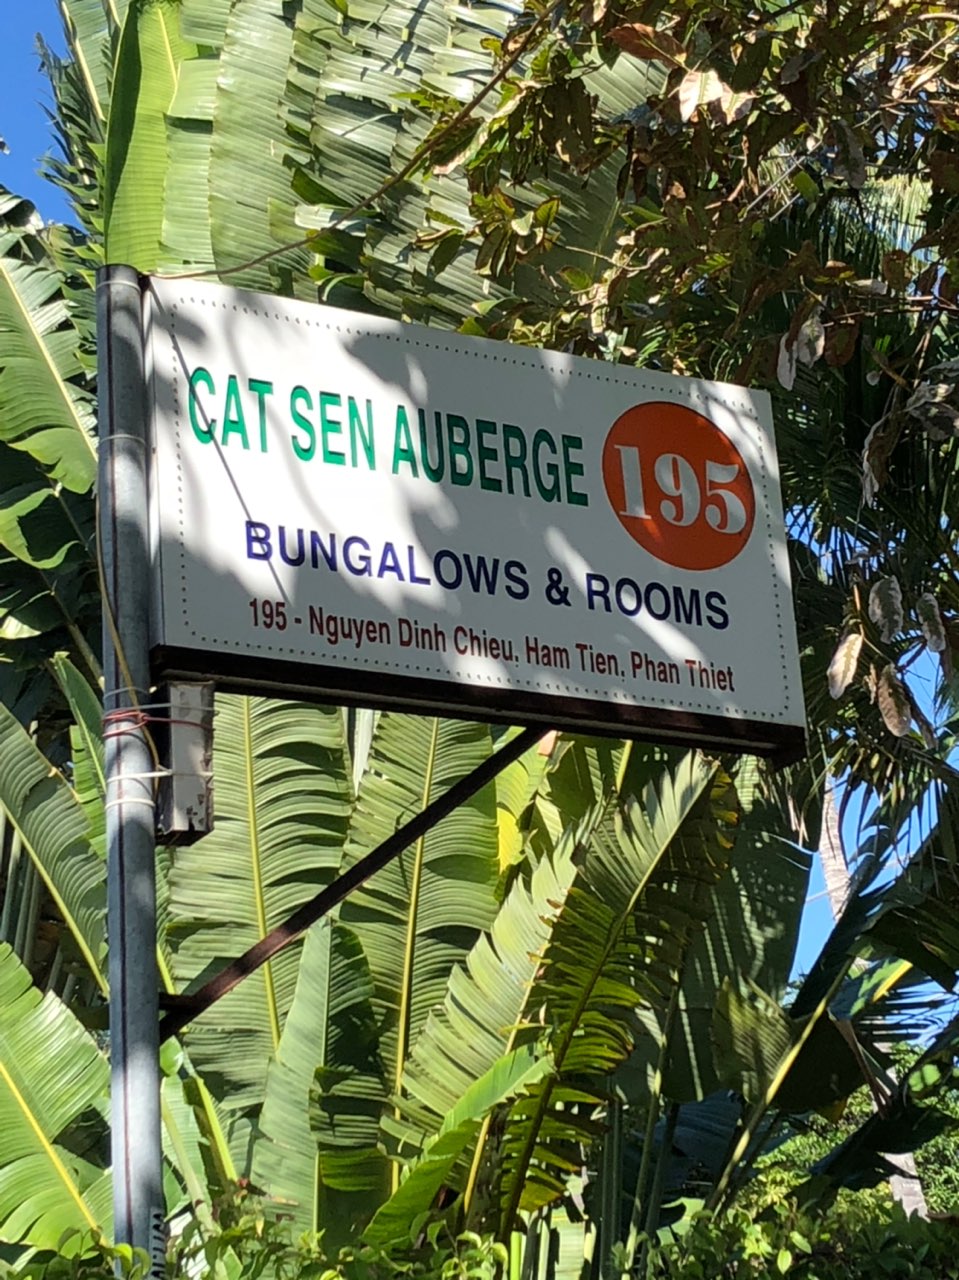 CAT SEN AUBERGE
195
BUNGALOWS & ROOMS
195 - Nguyen Dinh Chieu, Ham Tien, Phan Thiet